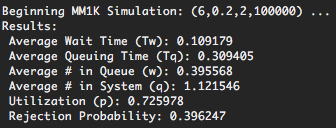 Beginning MM1K Simulation: (6,0.2,2,100000) ...
Results:
Average Wait Time (Tw): 0.109179
Average Queuing Time (Tq): 0.309405
Average # in Queue (w): 0.395568
Average # in System (q): 1.121546
Utilization (p): 0.725978
Rejection Probability: 0.396247